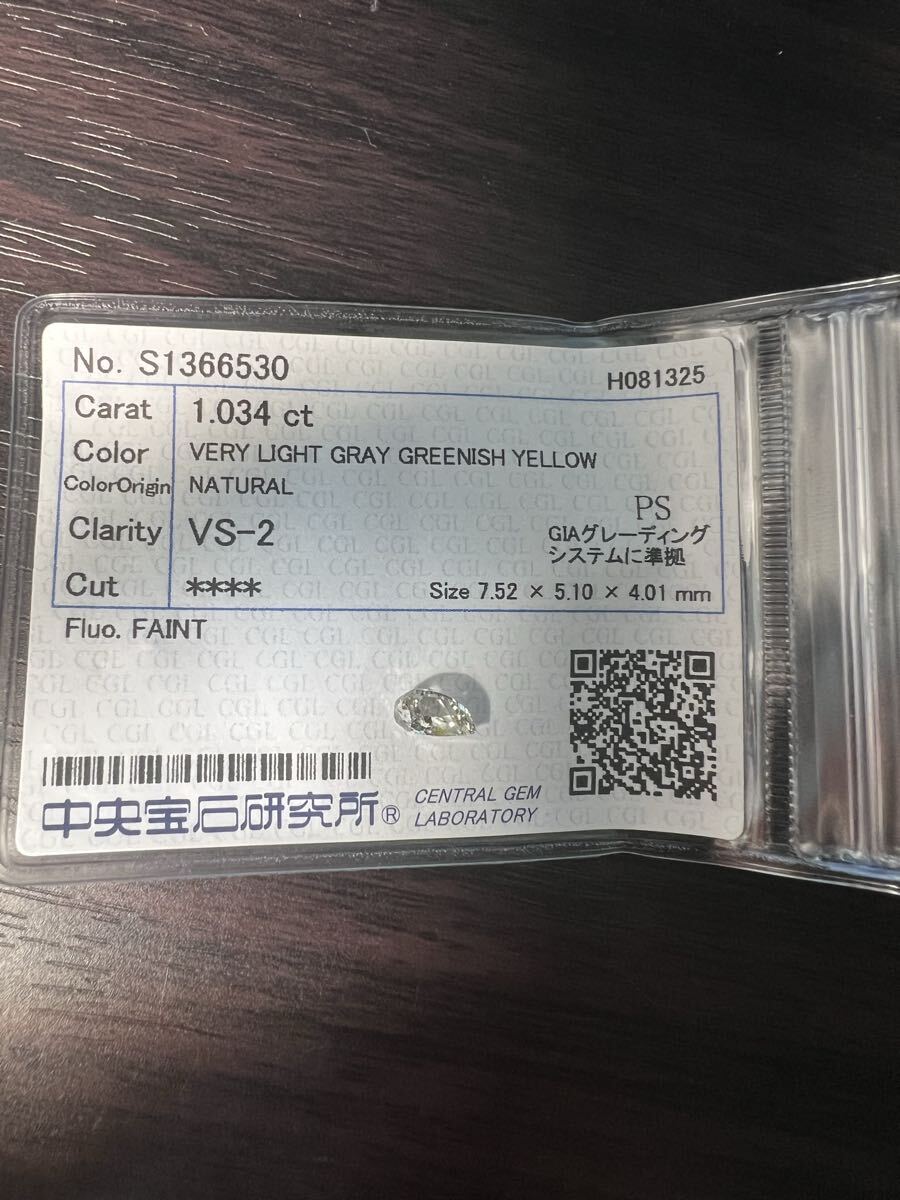 No. S1366530
H081325
Carat 1.034 ct
Color VERY LIGHT GRAY GREENISH YELLOW
ColorOrigin NATURAL
Clarity VS-2
PS
GIAグレーディング
システムに準拠
Cut ****
Size 7.52 × 5.10 × 4.01 mm
Fluo. FAINT
中央宝石研究所®
CENTRAL GEM
LABORATORY
CGL